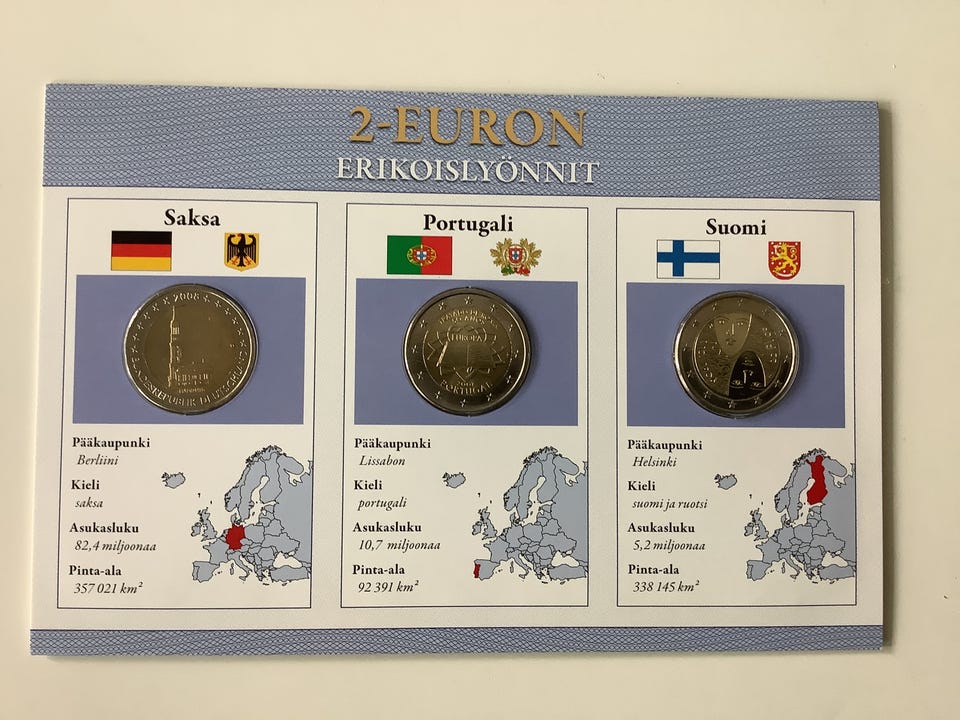 2-EURON
ERIKOISLYÖNNIT
Saksa
2008
BUNDESREPUBLIK DEUTSCHLAND
Pääkaupunki
Berliini
Kieli
saksa
Asukasluku
82,4 miljoonaa
Pinta-ala
357 021 km²
Portugali
EUROPA
PORTUGAL
Pääkaupunki
Lissabon
Kieli
portugali
Asukasluku
10,7 miljoonaa
Pinta-ala
92 391 km²
Suomi
Pääkaupunki
Helsinki
Kieli
suomi ja ruotsi
Asukasluku
5,2 miljoonaa
Pinta-ala
338 145 km²